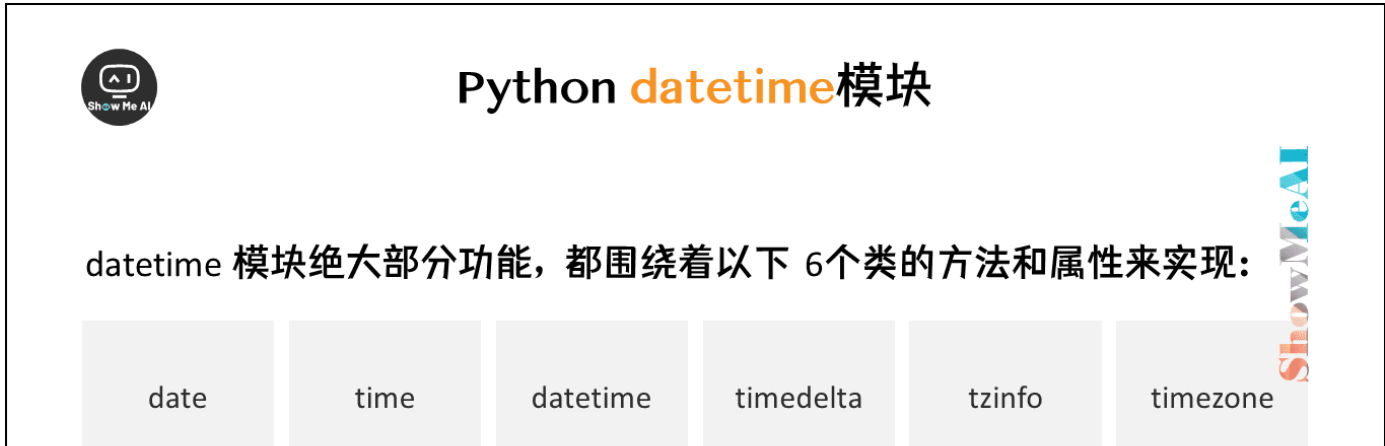 Show Me AI
Python datetime模块
ShowMeAI
datetime 模块绝大部分功能，都围绕着以下 6个类的方法和属性来实现：
date
time
datetime
timedelta
tzinfo
timezone